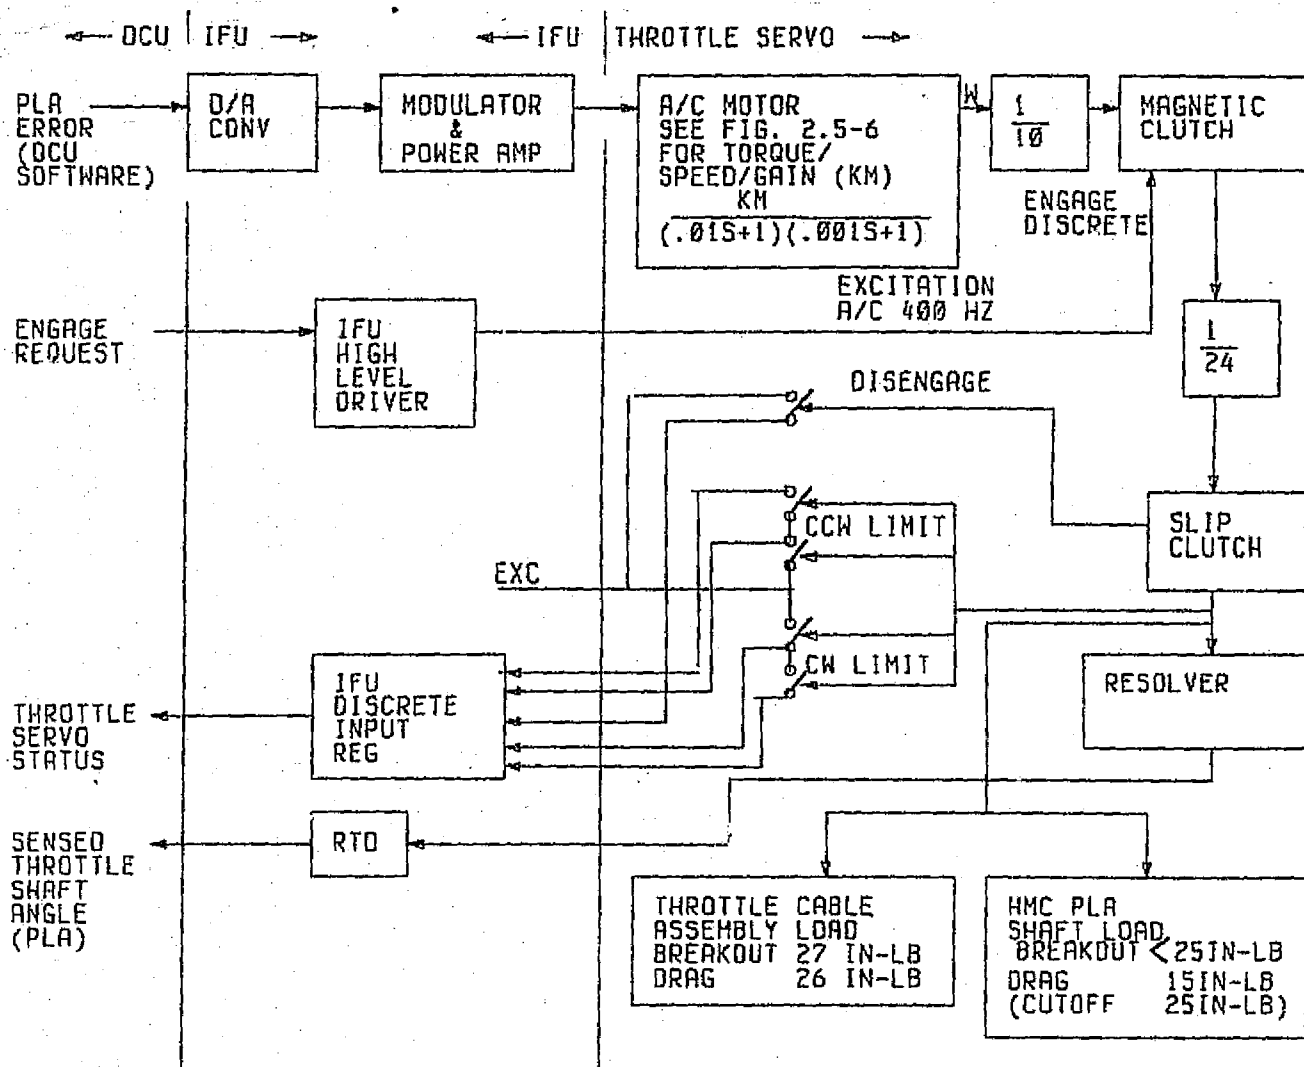 DCU IFU
IFU THROTTLE SERVO
PLA
ERROR
(DCU
SOFTWARE)
D/A
CONV
MODULATOR
&
POWER AMP
A/C MOTOR
SEE FIG. 2.5-6
FOR TORQUE/
SPEED/GAIN (KM)
KM
(.01S+1)(.001S+1)
W
1
10
MAGNETIC
CLUTCH
ENGAGE
DISCRETE
EXCITATION
A/C 400 HZ
ENGAGE
REQUEST
IFU
HIGH
LEVEL
DRIVER
1
24
DISENGAGE
SLIP
CLUTCH
CCW LIMIT
EXC
CW LIMIT
RESOLVER
IFU
DISCRETE
INPUT
REG
THROTTLE
SERVO
STATUS
SENSED
THROTTLE
SHAFT
ANGLE
(PLA)
RTD
THROTTLE CABLE
ASSEMBLY LOAD
BREAKOUT 27 IN-LB
DRAG 26 IN-LB
HMC PLA
SHAFT LOAD
BREAKOUT <25IN-LB
DRAG 15IN-LB
(CUTOFF 25IN-LB)